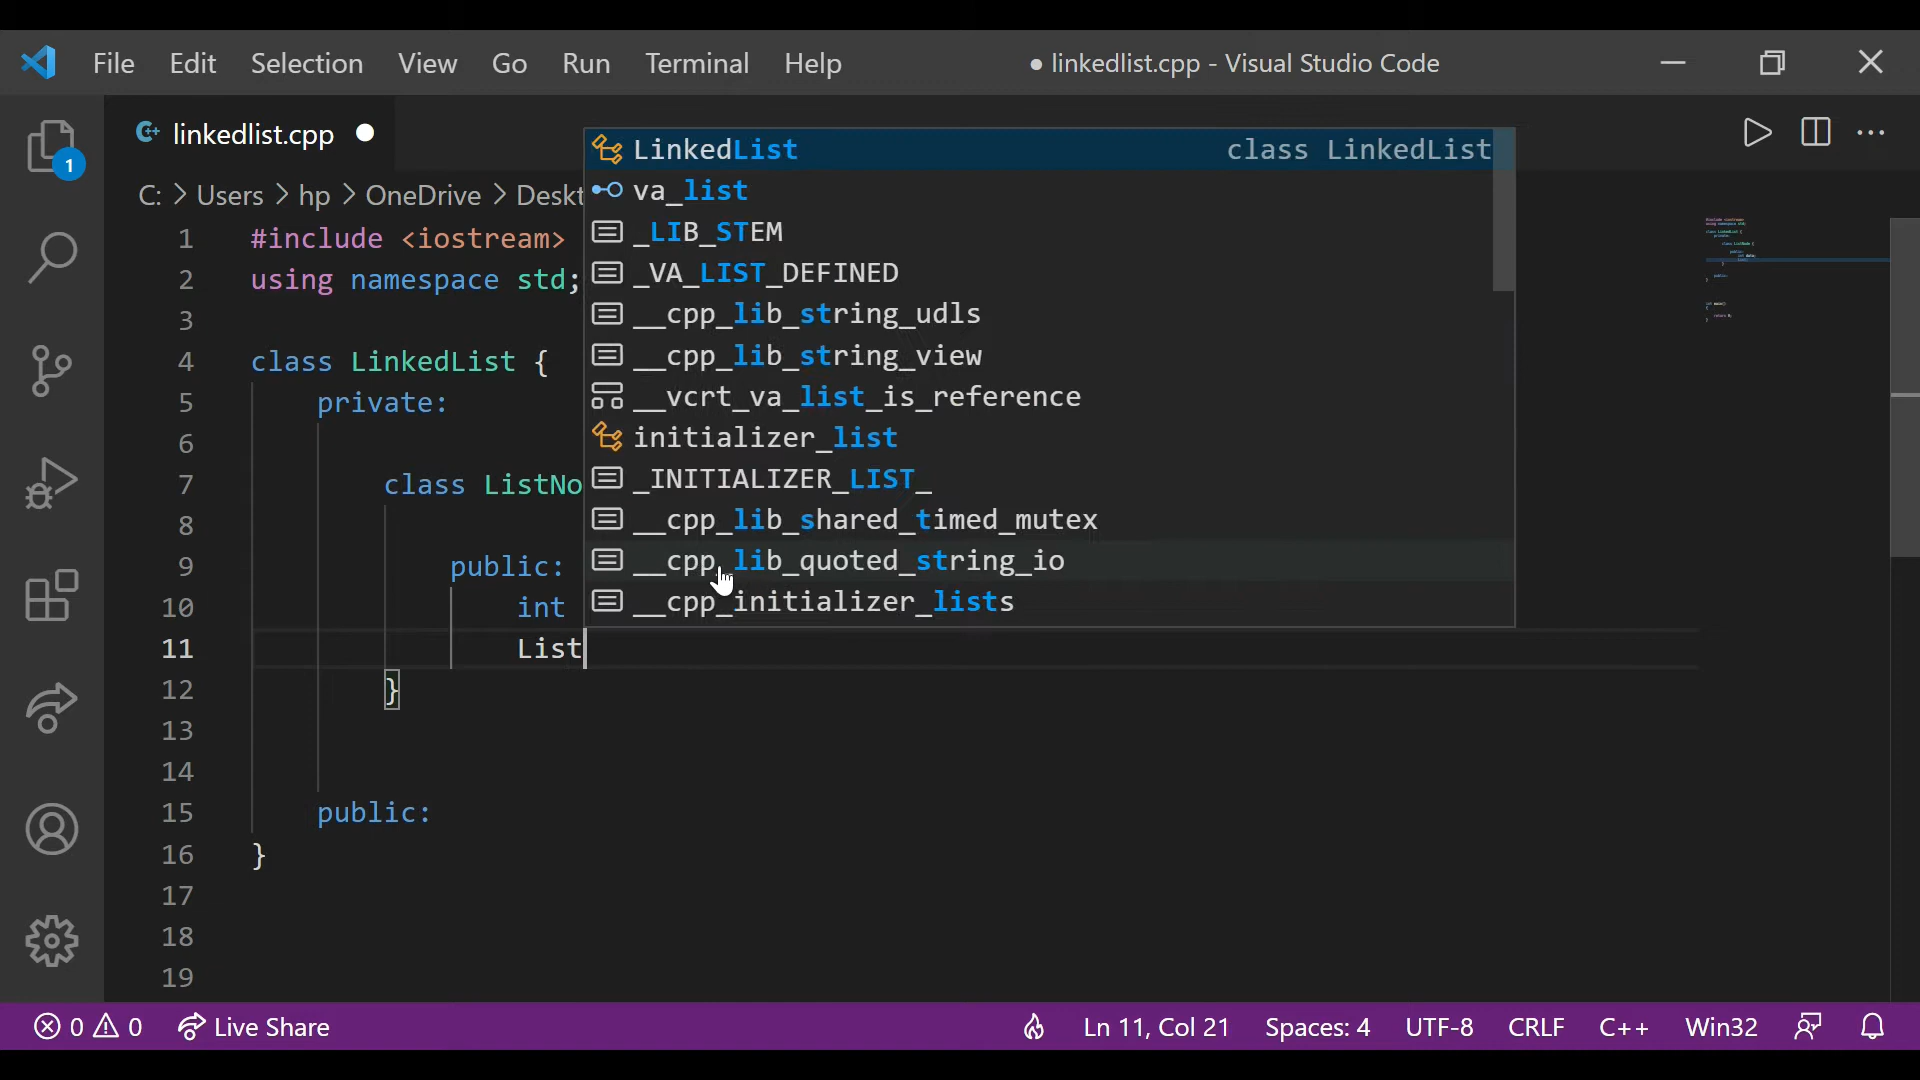 File Edit Selection View Go Run Terminal Help ● linkedlist.cpp - Visual Studio Code
linkedlist.cpp
C: > Users > hp > OneDrive > Deskt
1
1 #include <iostream>
2 using namespace std;
3
4 class LinkedList {
5 private:
6
7 class ListNo
8
9 public:
10 int
11 List
12 }
13
14
15 public:
16 }
17
18
19
LinkedList class LinkedList
va_list
_LIB_STEM
_VA_LIST_DEFINED
__cpp_lib_string_udls
__cpp_lib_string_view
__vcrt_va_list_is_reference
initializer_list
_INITIALIZER_LIST_
__cpp_lib_shared_timed_mutex
__cpp_lib_quoted_string_io
__cpp_initializer_lists
0 0 Live Share Ln 11, Col 21 Spaces: 4 UTF-8 CRLF C++ Win32